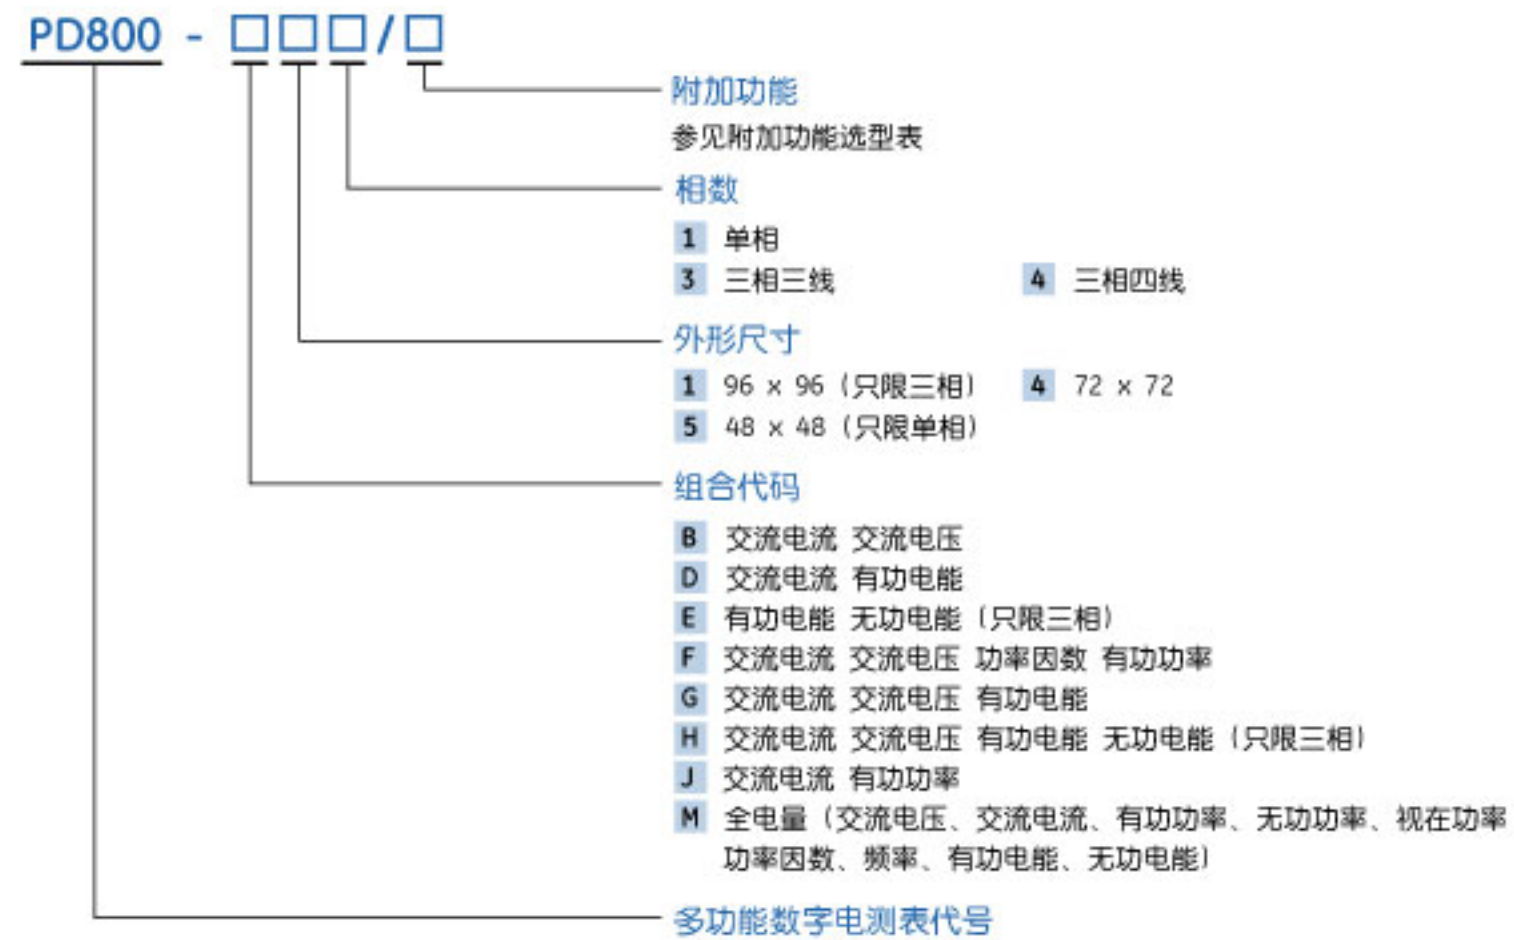 PD800 - □□□/□
附加功能
参见附加功能选型表
相数
1 单相
3 三相三线 4 三相四线
外形尺寸
1 96 x 96（只限三相） 4 72 x 72
5 48 x 48（只限单相）
组合代码
B 交流电流 交流电压
D 交流电流 有功电能
E 有功电能 无功电能（只限三相）
F 交流电流 交流电压 功率因数 有功功率
G 交流电流 交流电压 有功电能
H 交流电流 交流电压 有功电能 无功电能（只限三相）
J 交流电流 有功功率
M 全电量（交流电压、交流电流、有功功率、无功功率、视在功率
功率因数、频率、有功电能、无功电能）
多功能数字电测表代号